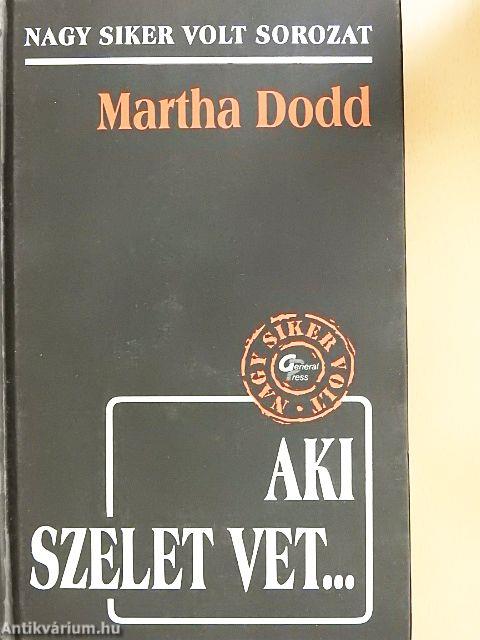 NAGY SIKER VOLT SOROZAT
Martha Dodd
NAGY SIKER VOLT
General
Press
AKI
SZELET VET...
Antikvárium.hu